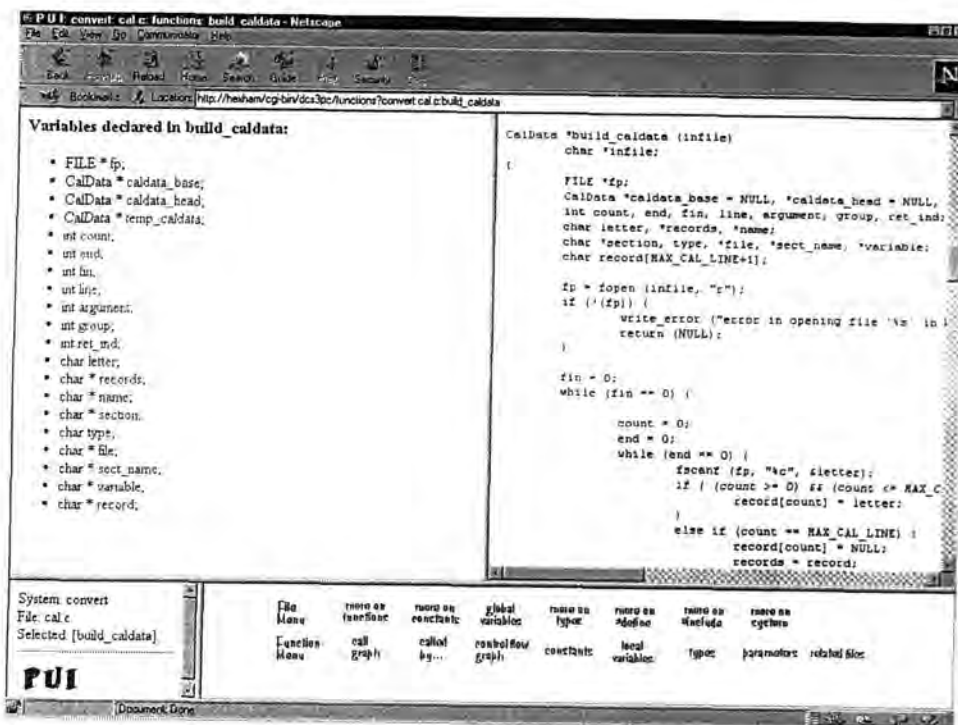 P U I: convert: cal.c: functions: build_caldata - Netscape
File Edit View Go Communicator Help
Back Forward Reload Home Search Guide Print Security Stop
Bookmarks Location: http://hexham/cgi-bin/dcs3pc/functions?convert:cal.c:build_caldata
N
Variables declared in build_caldata:
• FILE * fp;
• CalData * caldata_base;
• CalData * caldata_head;
• CalData * temp_caldata;
• int count;
• int end;
• int fin;
• int line;
• int argument;
• int group;
• int ret_ind;
• char letter;
• char * records;
• char * name;
• char * section;
• char type;
• char * file;
• char * sect_name;
• char * variable;
• char * record;
CalData *build_caldata (infile)
char *infile;
{
FILE *fp;
CalData *caldata_base = NULL, *caldata_head = NULL,
int count, end, fin, line, argument, group, ret_ind;
char letter, *records, *name;
char *section, type, *file, *sect_name, *variable;
char record[MAX_CAL_LINE+1];
fp = fopen (infile, "r");
if (!(fp)) {
write_error ("error in opening file '%s' in
return (NULL);
}
fin = 0;
while (fin == 0) {
count = 0;
end = 0;
while (end == 0) {
fscanf (fp, "%c", &letter);
if ( (count >= 0) && (count <= MAX_C
record[count] = letter;
}
else if (count == MAX_CAL_LINE) {
record[count] = NULL;
records = record;
System: convert
File: cal.c
Selected: [build_caldata]
PUI
File Menu more on functions more on constants global variables more on types more on #define more on #include more on system
Function Menu call graph called by... control flow graph constants local variables types parameters related files
Document: Done